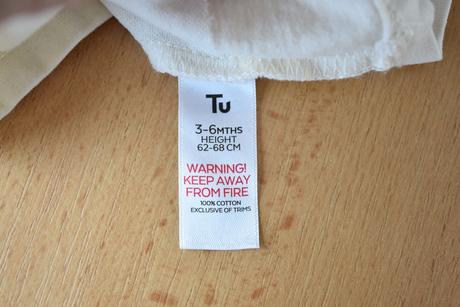 Tu
3-6MTHS
HEIGHT
62-68 CM
WARNING!
KEEP AWAY
FROM FIRE
100% COTTON
EXCLUSIVE OF TRIMS